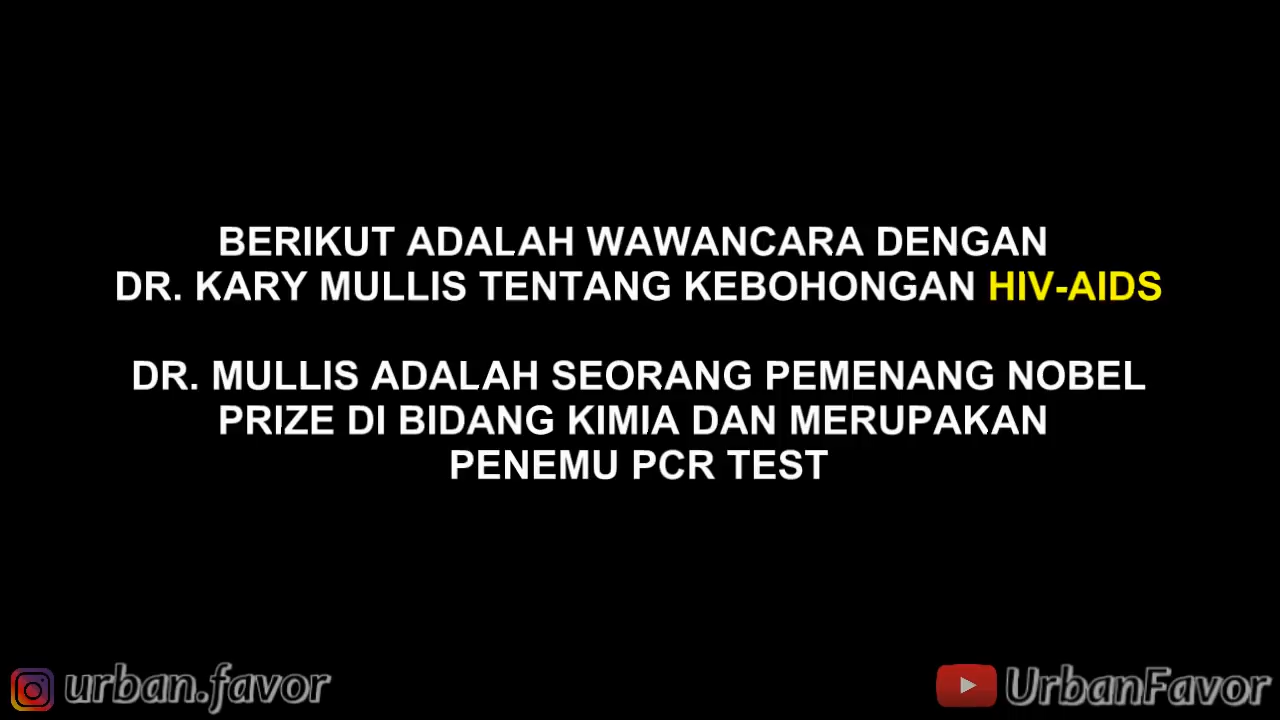 BERIKUT ADALAH WAWANCARA DENGAN
DR. KARY MULLIS TENTANG KEBOHONGAN HIV-AIDS
DR. MULLIS ADALAH SEORANG PEMENANG NOBEL
PRIZE DI BIDANG KIMIA DAN MERUPAKAN
PENEMU PCR TEST
urban.favor
UrbanFavor